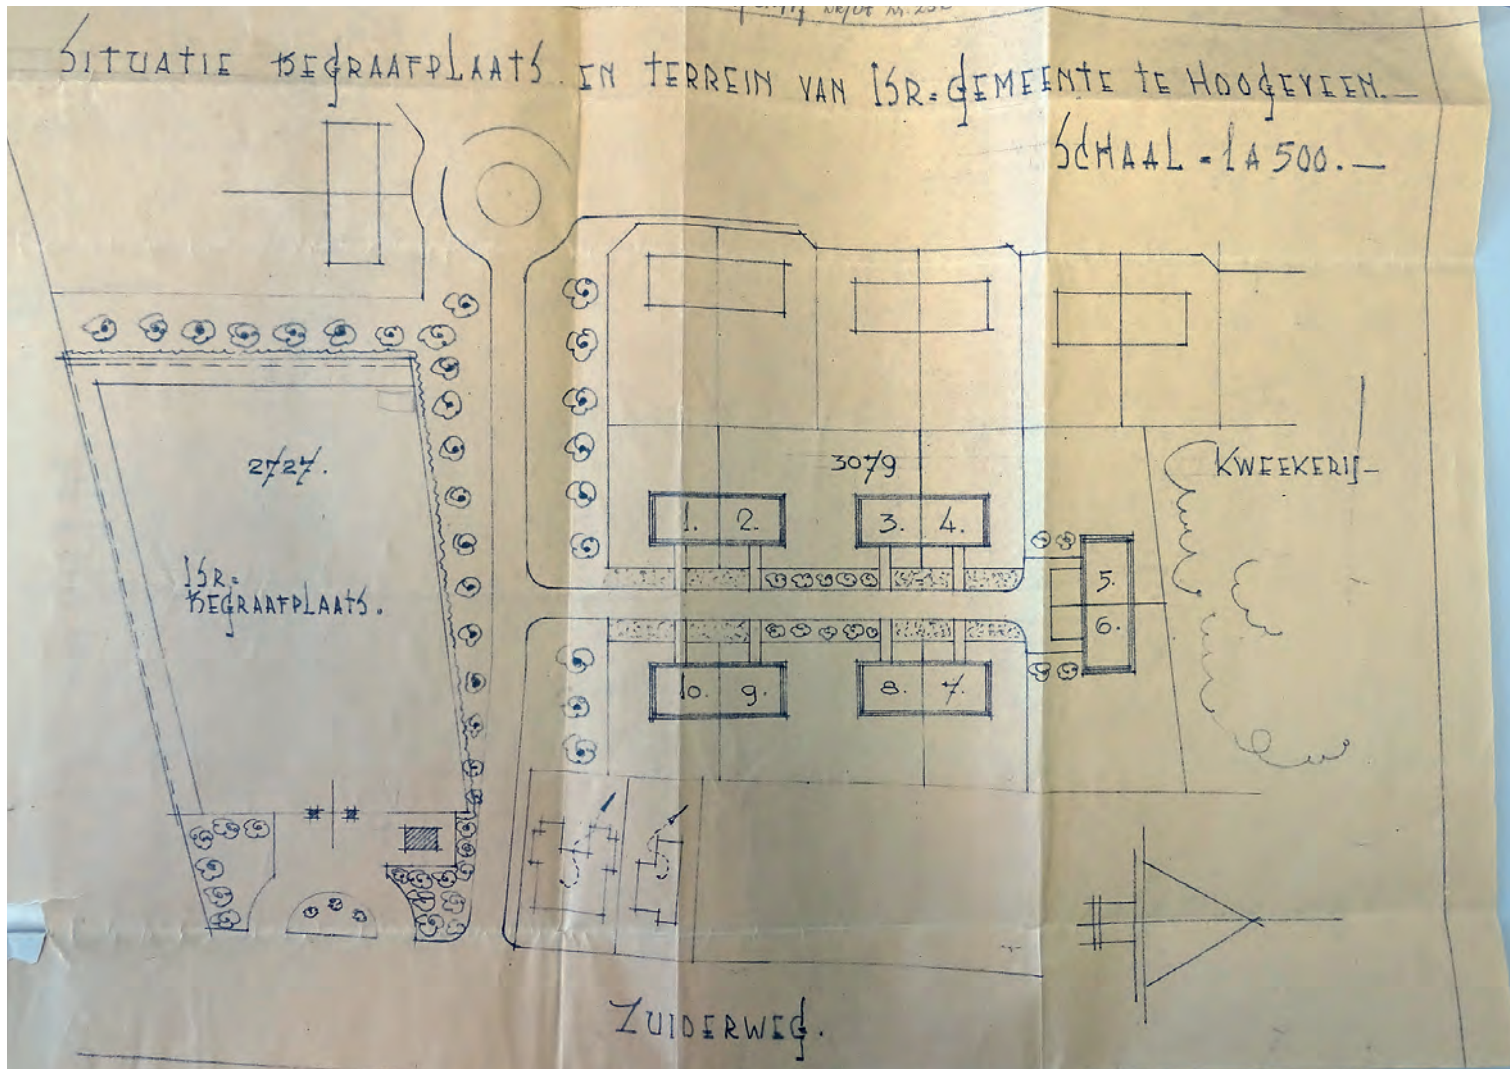 SITUATIE BEGRAAFPLAATS. EN TERREIN VAN ISR=GEMEENTE TE HOOGEVEEN.—
SCHAAL = 1 A 500.—
2727.
3079
KWEEKERIJ—
1. 2.
3. 4.
5.
6.
ISR=
BEGRAAFPLAATS.
10. 9.
8. 7.
ZUIDERWEG.